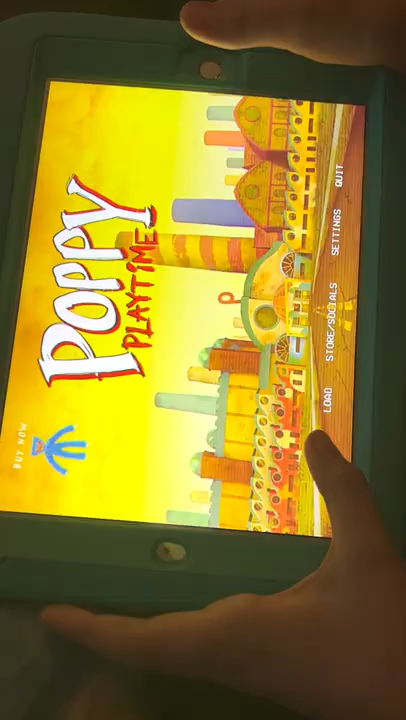 BUY NOW
POPPY
PLAYTIME
P
LOAD
STORE/SOCIALS
SETTINGS
QUIT